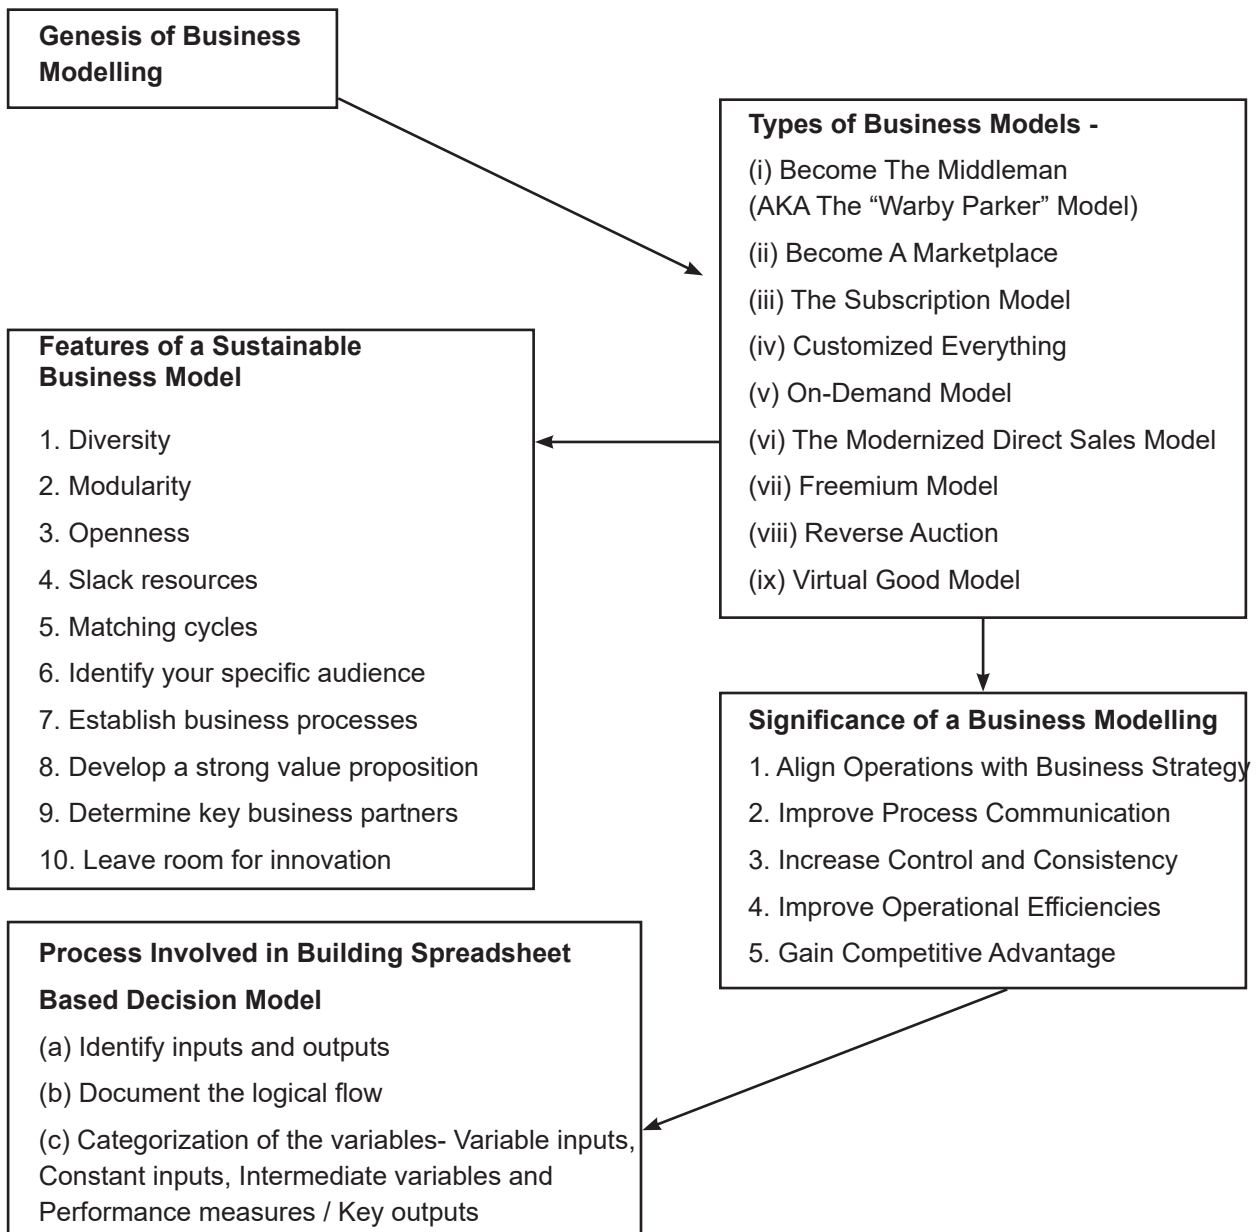 Genesis of Business
Modelling
Types of Business Models -
(i) Become The Middleman
(AKA The “Warby Parker” Model)
(ii) Become A Marketplace
(iii) The Subscription Model
(iv) Customized Everything
(v) On-Demand Model
(vi) The Modernized Direct Sales Model
(vii) Freemium Model
(viii) Reverse Auction
(ix) Virtual Good Model
Features of a Sustainable
Business Model
1. Diversity
2. Modularity
3. Openness
4. Slack resources
5. Matching cycles
6. Identify your specific audience
7. Establish business processes
8. Develop a strong value proposition
9. Determine key business partners
10. Leave room for innovation
Significance of a Business Modelling
1. Align Operations with Business Strategy
2. Improve Process Communication
3. Increase Control and Consistency
4. Improve Operational Efficiencies
5. Gain Competitive Advantage
Process Involved in Building Spreadsheet
Based Decision Model
(a) Identify inputs and outputs
(b) Document the logical flow
(c) Categorization of the variables- Variable inputs,
Constant inputs, Intermediate variables and
Performance measures / Key outputs